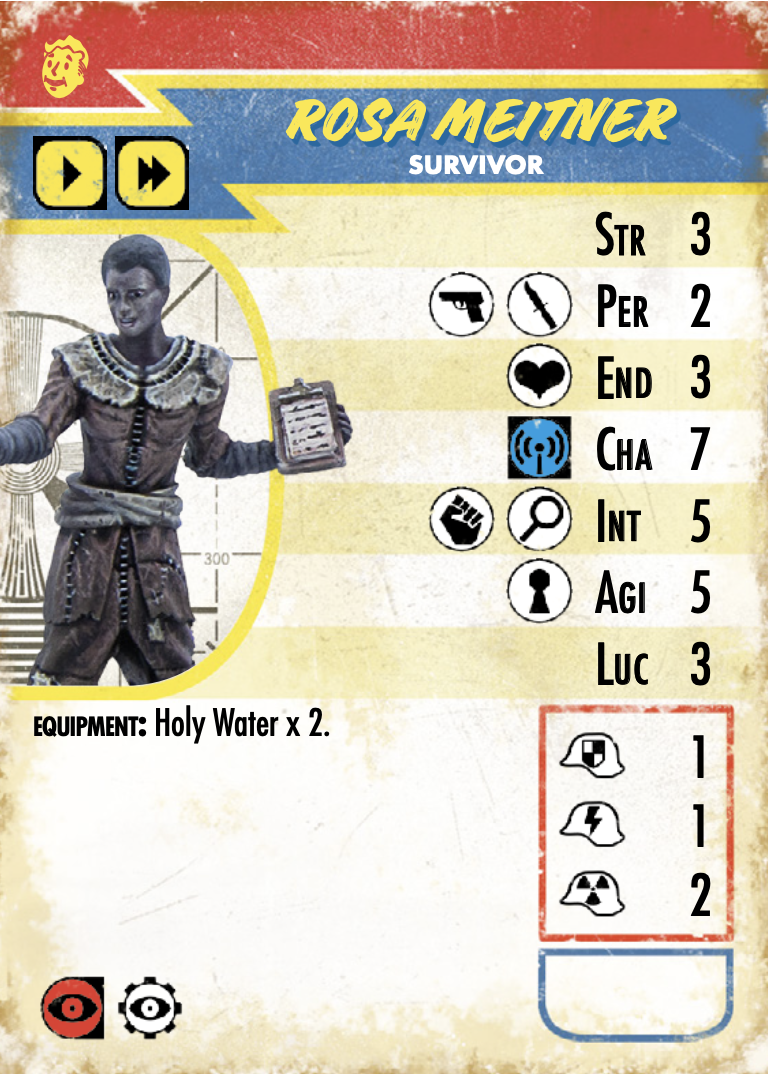 ROSA MEITNER
SURVIVOR
STR 3
PER 2
END 3
CHA 7
INT 5
AGI 5
LUC 3
300
EQUIPMENT: Holy Water x 2.
1
1
2